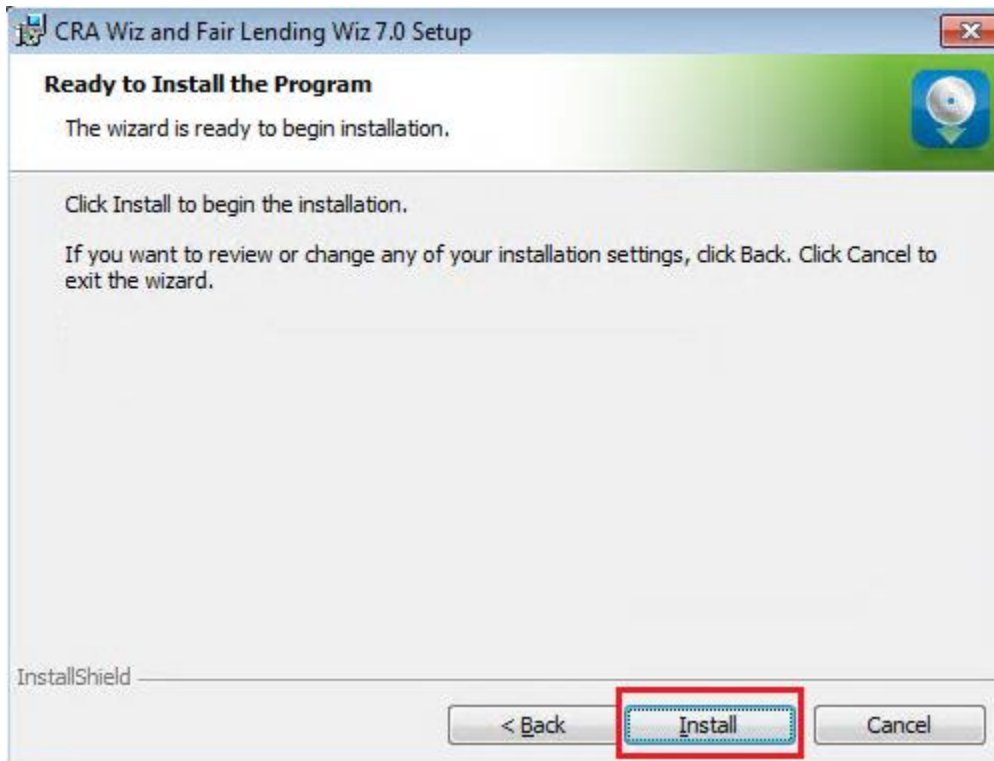 CRA Wiz and Fair Lending Wiz 7.0 Setup
Ready to Install the Program
The wizard is ready to begin installation.
Click Install to begin the installation.
If you want to review or change any of your installation settings, click Back. Click Cancel to
exit the wizard.
InstallShield
< Back Install Cancel